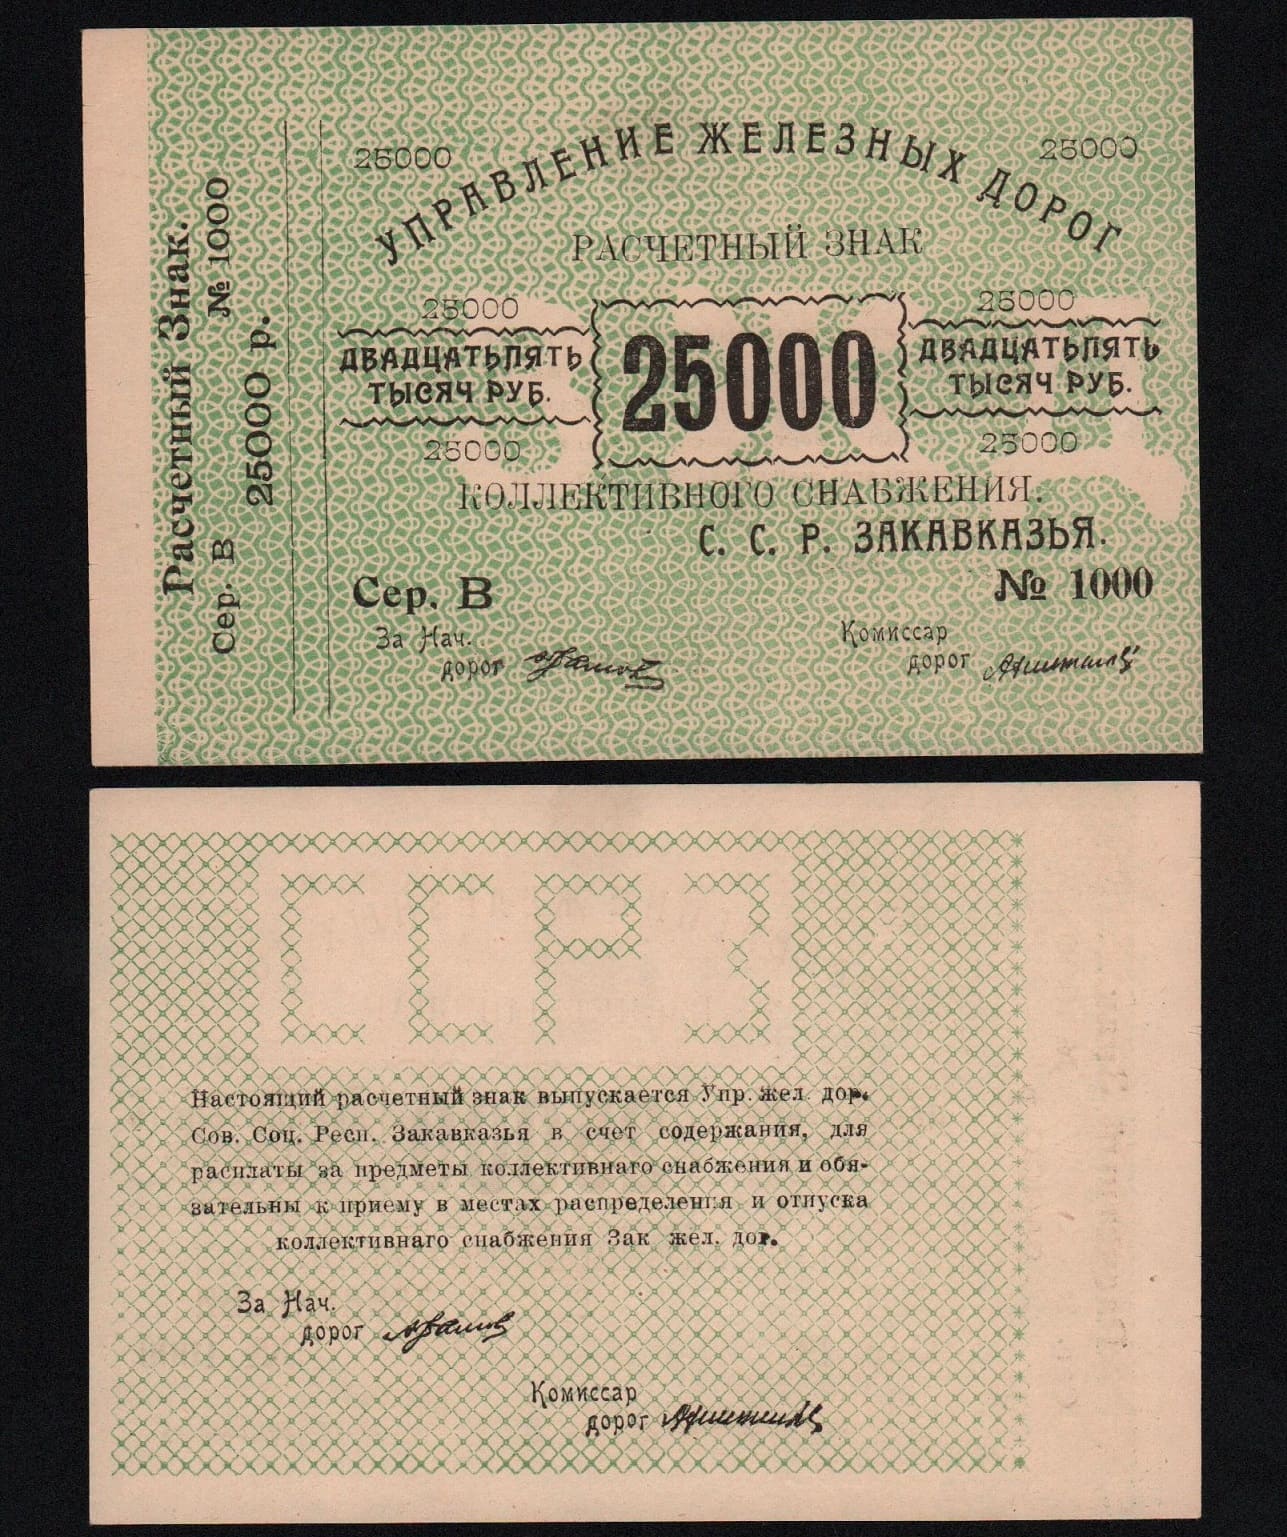 Расчетный Знак.
Сер. В № 1000
25000 р.
25000 25000
УПРАВЛЕНИЕ ЖЕЛЕЗНЫХ ДОРОГ
РАСЧЕТНЫЙ ЗНАК
25000 25000
ДВАДЦАТЬПЯТЬ
ТЫСЯЧ РУБ.
25000
ДВАДЦАТЬПЯТЬ
ТЫСЯЧ РУБ.
25000 25000
КОЛЛЕКТИВНОГО СНАБЖЕНИЯ.
С. С. Р. ЗАКАВКАЗЬЯ.
Сер. В № 1000
За Нач.
дорог
Комиссар
дорог
ССРЗ
Настоящий расчетный знак выпускается Упр. жел. дор.
Сов. Соц. Респ. Закавказья в счет содержания, для
расплаты за предметы коллективнаго снабжения и обя-
зательны к приему в местах распределения и отпуска
коллективнаго снабжения Зак жел. дор.
За Нач.
дорог
Комиссар
дорог